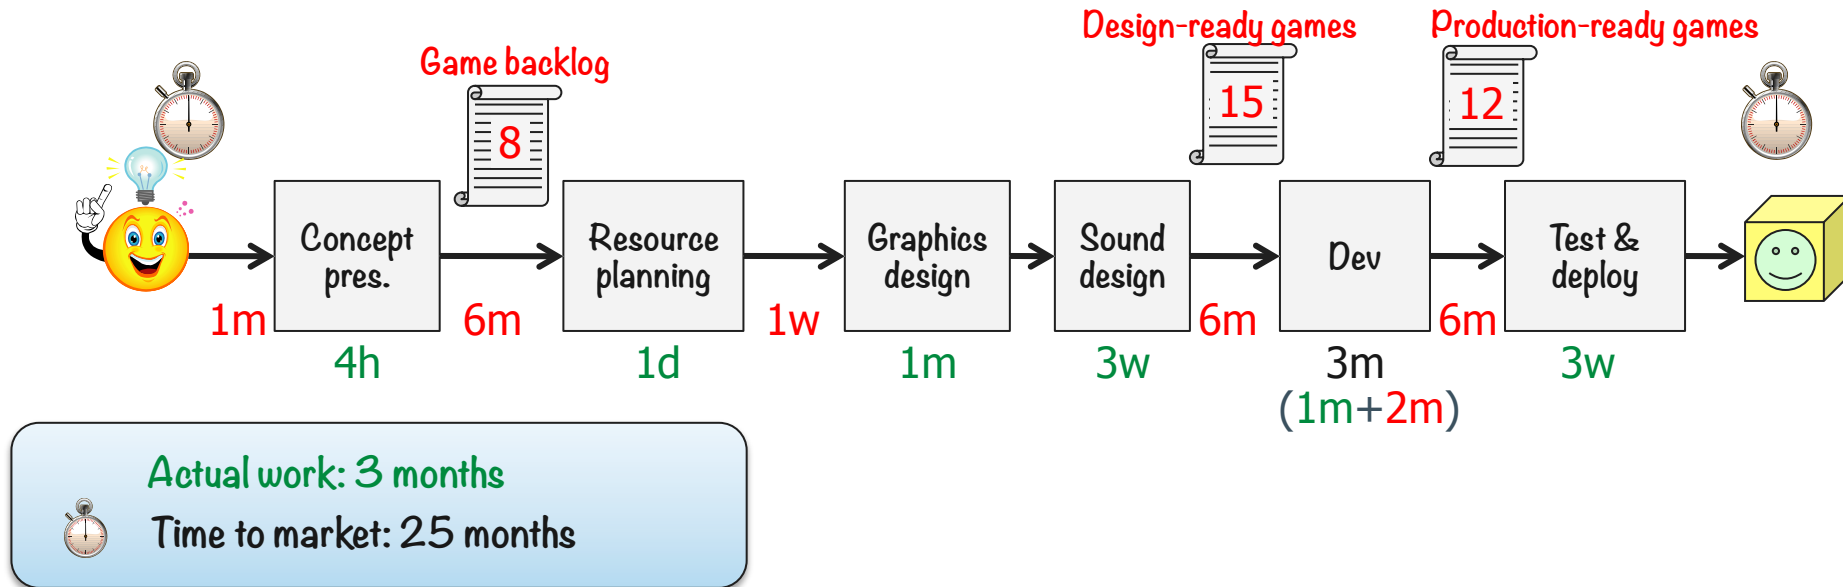 Design-ready games
Production-ready games
Game backlog
8
15
12
Concept
pres.
Resource
planning
Graphics
design
Sound
design
Dev
Test &
deploy
1m
6m
1w
6m
6m
4h
1d
1m
3w
3m
3w
(1m+2m)
Actual work: 3 months
Time to market: 25 months